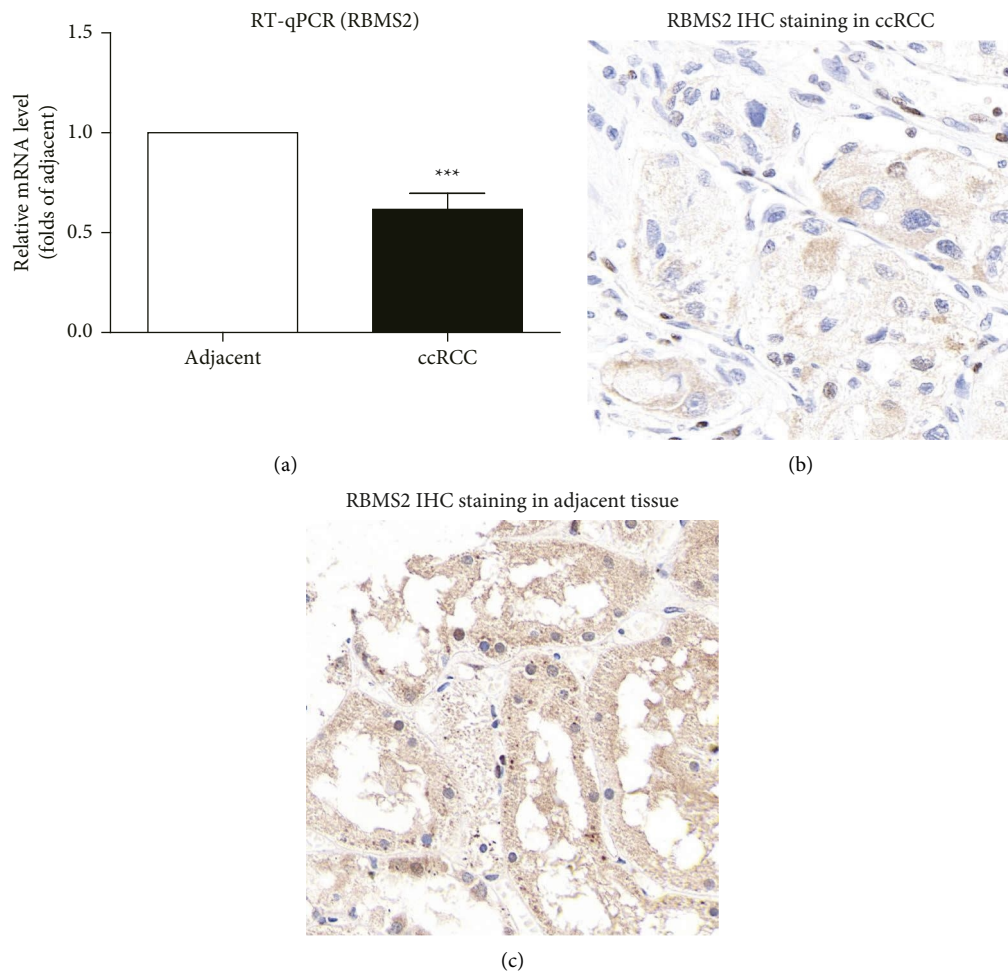 RT-qPCR (RBMS2)
Relative mRNA level
(folds of adjacent)
1.5
1.0
0.5
0.0
***
Adjacent
ccRCC
(a)
RBMS2 IHC staining in ccRCC
(b)
RBMS2 IHC staining in adjacent tissue
(c)